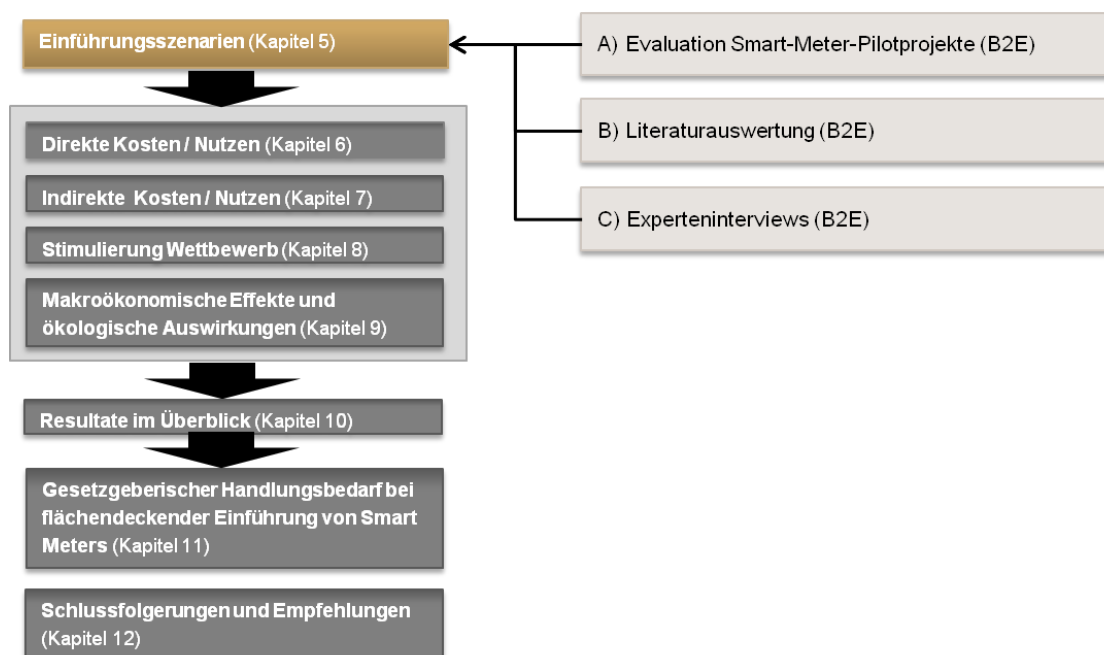 Einführungsszenarien (Kapitel 5)
Direkte Kosten / Nutzen (Kapitel 6)
Indirekte Kosten / Nutzen (Kapitel 7)
Stimulierung Wettbewerb (Kapitel 8)
Makroökonomische Effekte und
ökologische Auswirkungen (Kapitel 9)
Resultate im Überblick (Kapitel 10)
Gesetzgeberischer Handlungsbedarf bei
flächendeckender Einführung von Smart
Meters (Kapitel 11)
Schlussfolgerungen und Empfehlungen
(Kapitel 12)
A) Evaluation Smart-Meter-Pilotprojekte (B2E)
B) Literaturauswertung (B2E)
C) Experteninterviews (B2E)